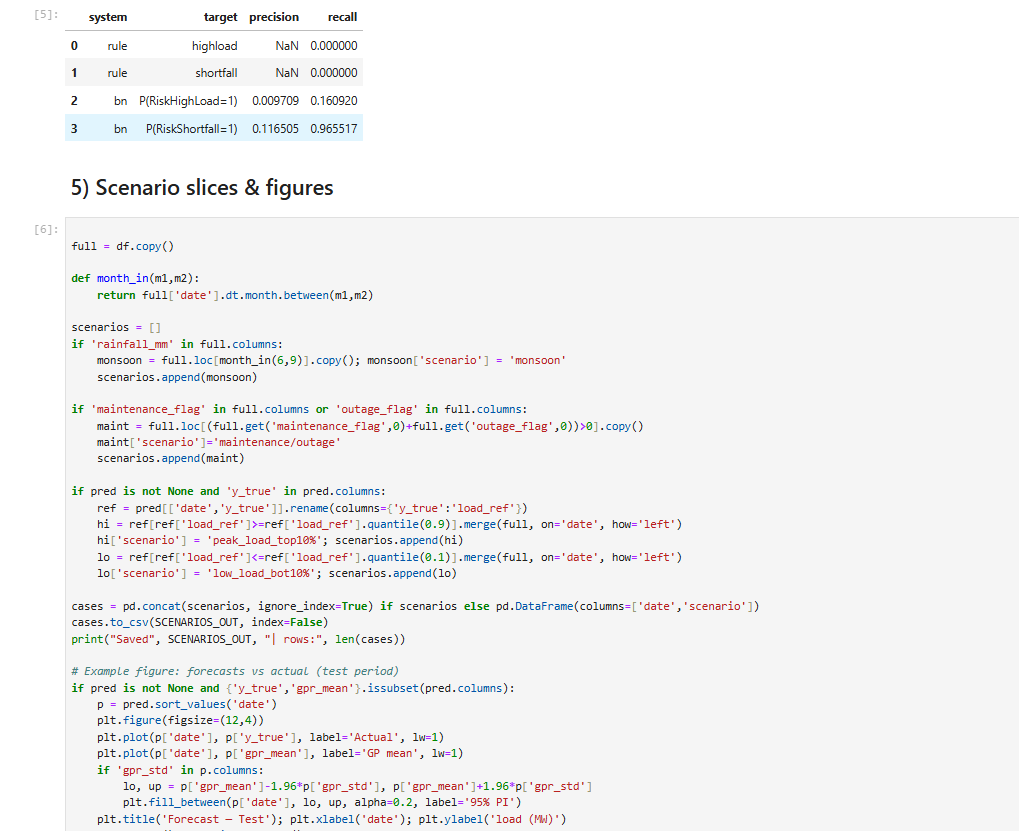 [5]:
system target precision recall
0 rule highload NaN 0.000000
1 rule shortfall NaN 0.000000
2 bn P(RiskHighLoad=1) 0.009709 0.160920
3 bn P(RiskShortfall=1) 0.116505 0.965517
5) Scenario slices & figures
[6]:
full = df.copy()
def month_in(m1,m2):
    return full['date'].dt.month.between(m1,m2)
scenarios = []
if 'rainfall_mm' in full.columns:
    monsoon = full.loc[month_in(6,9)].copy(); monsoon['scenario'] = 'monsoon'
    scenarios.append(monsoon)
if 'maintenance_flag' in full.columns or 'outage_flag' in full.columns:
    maint = full.loc[(full.get('maintenance_flag',0)+full.get('outage_flag',0))>0].copy()
    maint['scenario']='maintenance/outage'
    scenarios.append(maint)
if pred is not None and 'y_true' in pred.columns:
    ref = pred[['date','y_true']].rename(columns={'y_true':'load_ref'})
    hi = ref[ref['load_ref']>=ref['load_ref'].quantile(0.9)].merge(full, on='date', how='left')
    hi['scenario'] = 'peak_load_top10%'; scenarios.append(hi)
    lo = ref[ref['load_ref']<=ref['load_ref'].quantile(0.1)].merge(full, on='date', how='left')
    lo['scenario'] = 'low_load_bot10%'; scenarios.append(lo)
cases = pd.concat(scenarios, ignore_index=True) if scenarios else pd.DataFrame(columns=['date','scenario'])
cases.to_csv(SCENARIOS_OUT, index=False)
print("Saved", SCENARIOS_OUT, "| rows:", len(cases))
# Example figure: forecasts vs actual (test period)
if pred is not None and {'y_true','gpr_mean'}.issubset(pred.columns):
    p = pred.sort_values('date')
    plt.figure(figsize=(12,4))
    plt.plot(p['date'], p['y_true'], label='Actual', lw=1)
    plt.plot(p['date'], p['gpr_mean'], label='GP mean', lw=1)
    if 'gpr_std' in p.columns:
        lo, up = p['gpr_mean']-1.96*p['gpr_std'], p['gpr_mean']+1.96*p['gpr_std']
        plt.fill_between(p['date'], lo, up, alpha=0.2, label='95% PI')
    plt.title('Forecast — Test'); plt.xlabel('date'); plt.ylabel('load (MW)')